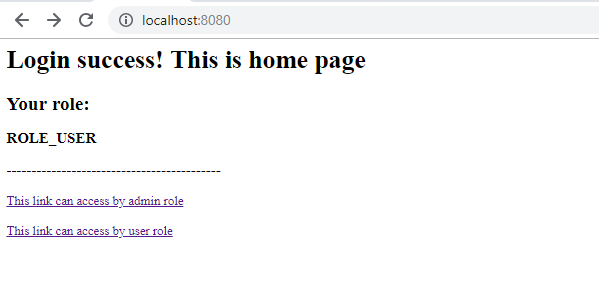 localhost:8080
Login success! This is home page
Your role:
ROLE_USER
-------------------------------------------
This link can access by admin role
This link can access by user role